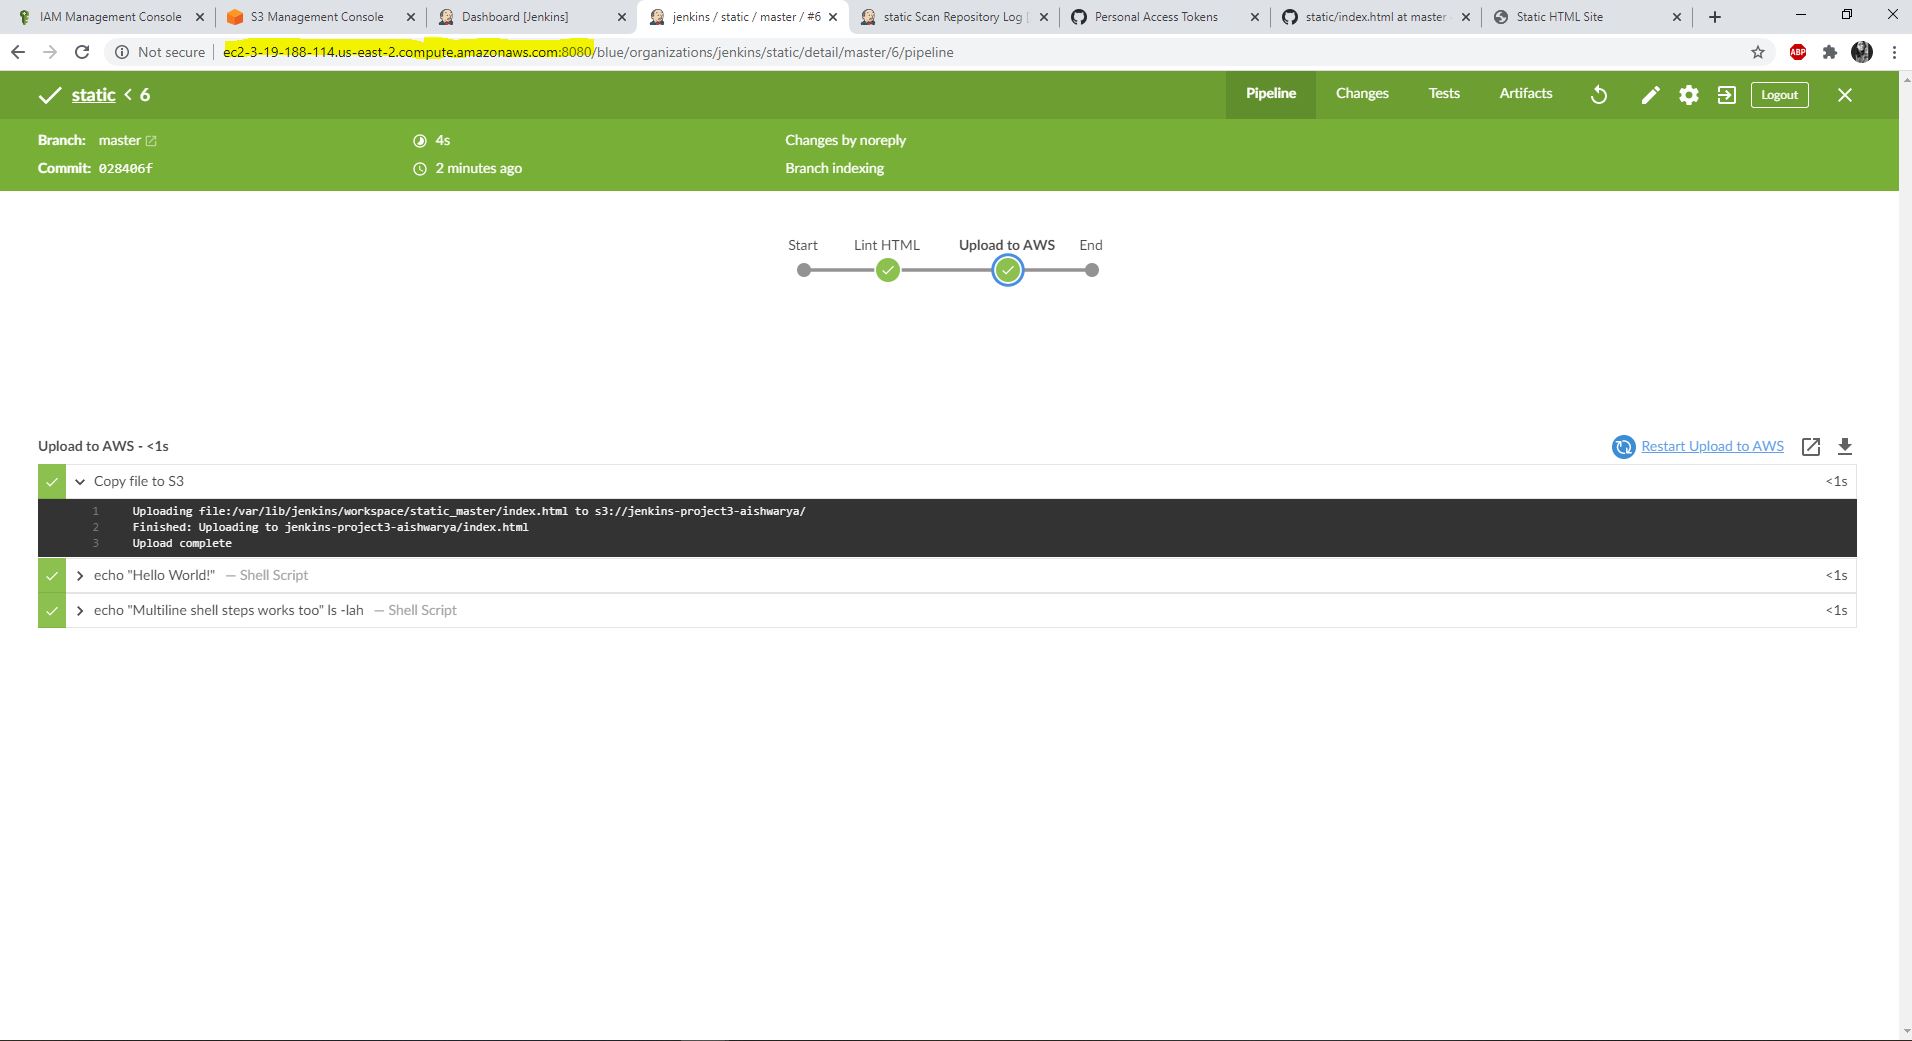 IAM Management Console
S3 Management Console
Dashboard [Jenkins]
jenkins / static / master / #6
static Scan Repository Log [
Personal Access Tokens
static/index.html at master
Static HTML Site
Not secure
ec2-3-19-188-114.us-east-2.compute.amazonaws.com:8080/blue/organizations/jenkins/static/detail/master/6/pipeline
ABP
static < 6
Pipeline
Changes
Tests
Artifacts
Logout
Branch: master
4s
Changes by noreply
Commit: 028406f
2 minutes ago
Branch indexing
Start
Lint HTML
Upload to AWS
End
Upload to AWS - <1s
Restart Upload to AWS
Copy file to S3
<1s
1 Uploading file:/var/lib/jenkins/workspace/static_master/index.html to s3://jenkins-project3-aishwarya/
2 Finished: Uploading to jenkins-project3-aishwarya/index.html
3 Upload complete
echo "Hello World!" — Shell Script
<1s
echo "Multiline shell steps works too" ls -lah — Shell Script
<1s